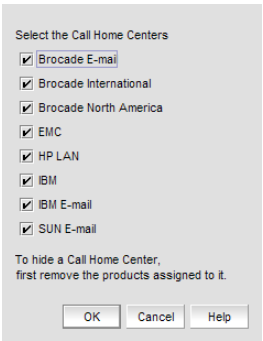 Select the Call Home Centers
Brocade E-mai
Brocade International
Brocade North America
EMC
HP LAN
IBM
IBM E-mail
SUN E-mail
To hide a Call Home Center,
first remove the products assigned to it.
OK Cancel Help